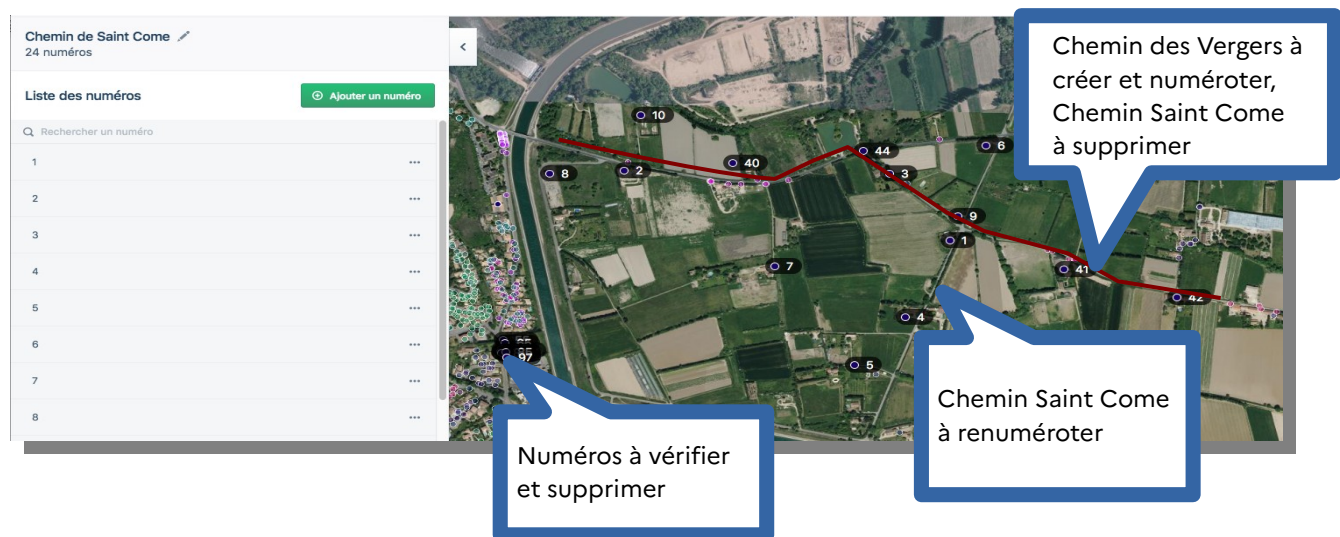 Chemin de Saint Come
24 numéros
Liste des numéros
Ajouter un numéro
Rechercher un numéro
1 ...
2 ...
3 ...
4 ...
5 ...
6 ...
7 ...
8 ...
<
10
8
2
40
44
3
6
9
1
7
41
42
4
5
97
Chemin des Vergers à
créer et numéroter,
Chemin Saint Come
à supprimer
Chemin Saint Come
à renuméroter
Numéros à vérifier
et supprimer